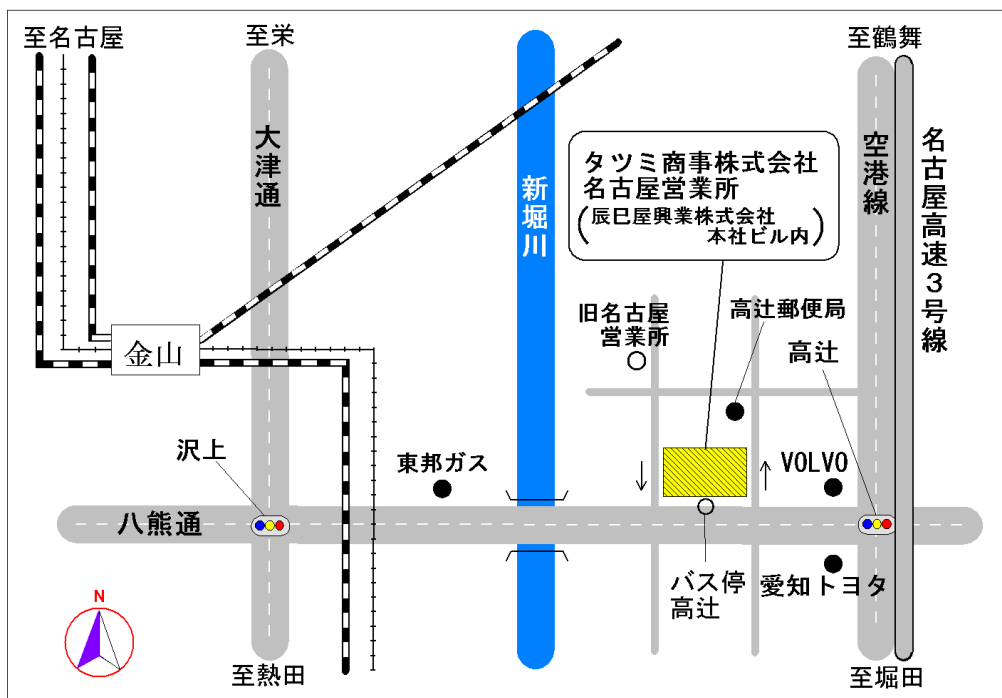 至名古屋
至栄
至鶴舞
大津通
新堀川
空港線
名古屋高速3号線
タツミ商事株式会社
名古屋営業所
(辰巳屋興業株式会社
本社ビル内)
旧名古屋
営業所
高辻郵便局
高辻
金山
沢上
東邦ガス
VOLVO
八熊通
バス停
高辻
愛知トヨタ
N
至熱田
至堀田